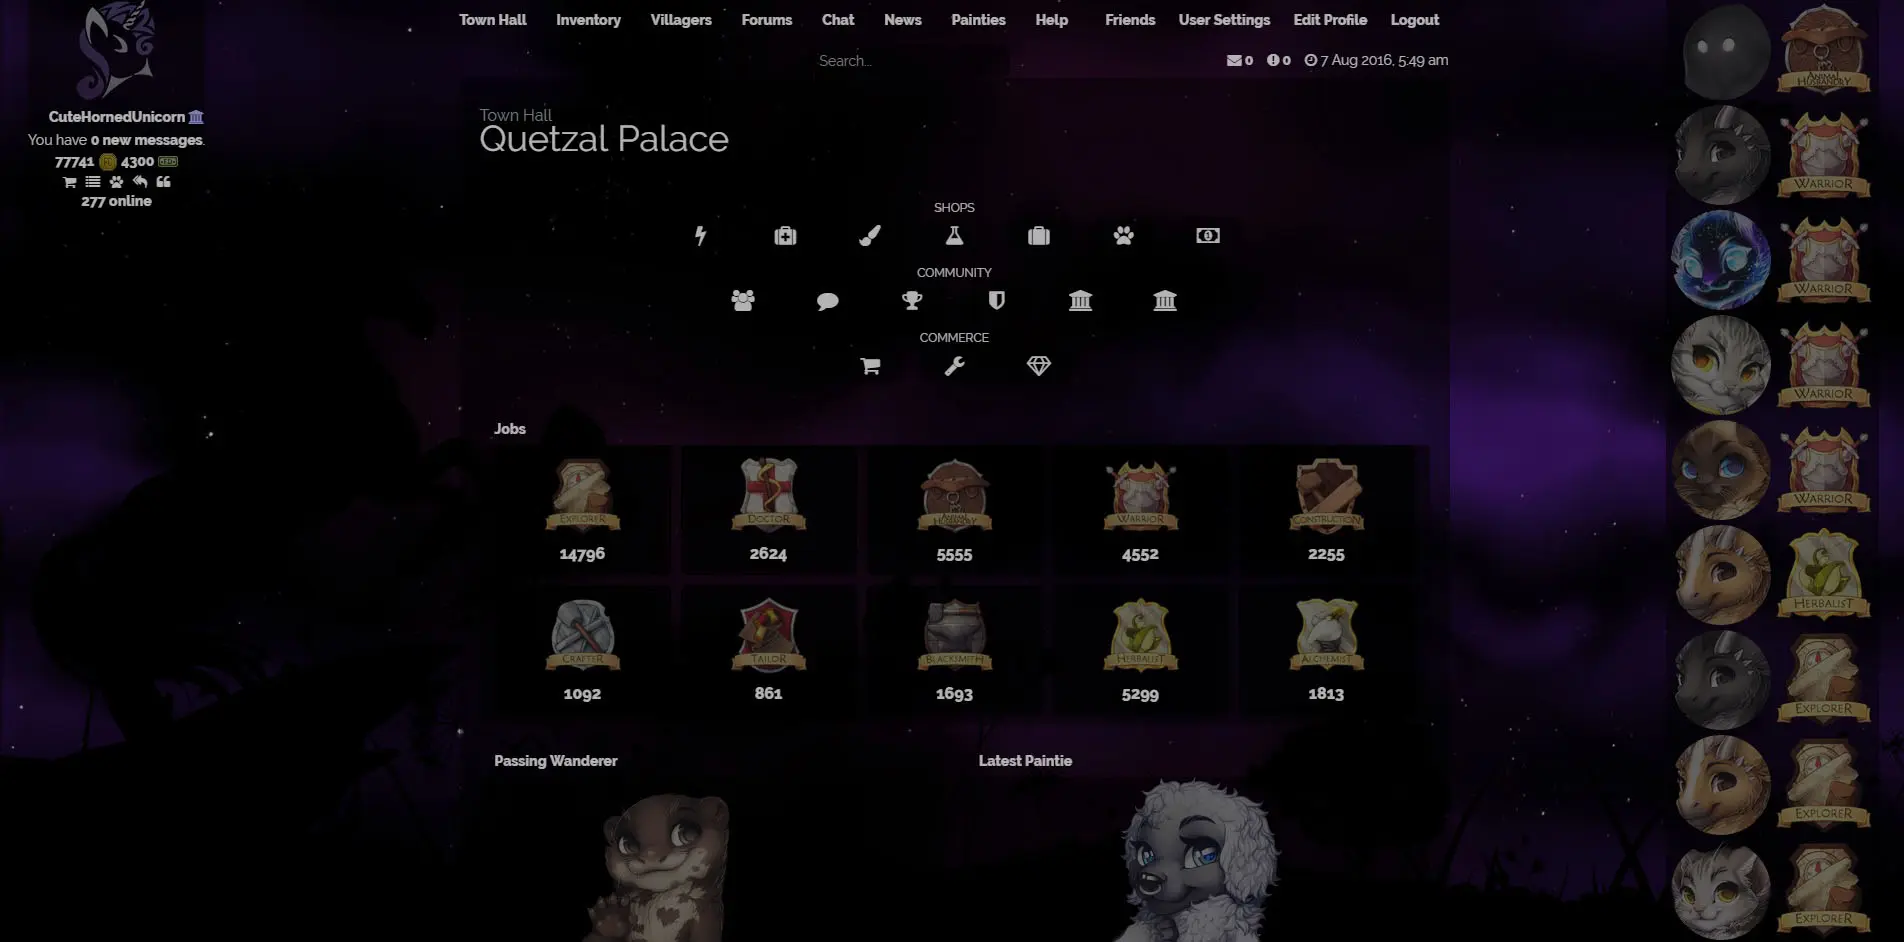 Town Hall Inventory Villagers Forums Chat News Painties Help Friends User Settings Edit Profile Logout
Search...
0 0 7 Aug 2016, 5:49 am
CuteHornedUnicorn
You have 0 new messages.
77741 4300
277 online
Town Hall
Quetzal Palace
SHOPS
COMMUNITY
COMMERCE
Jobs
EXPLORER DOCTOR ANIMAL HUSBANDRY WARRIOR CONSTRUCTION
14796 2624 5555 4552 2255
CRAFTER TAILOR BLACKSMITH HERBALIST ALCHEMIST
1092 861 1693 5299 1813
Passing Wanderer Latest Paintie
ANIMAL
HUSBANDRY
WARRIOR
WARRIOR
WARRIOR
WARRIOR
HERBALIST
EXPLORER
EXPLORER
EXPLORER